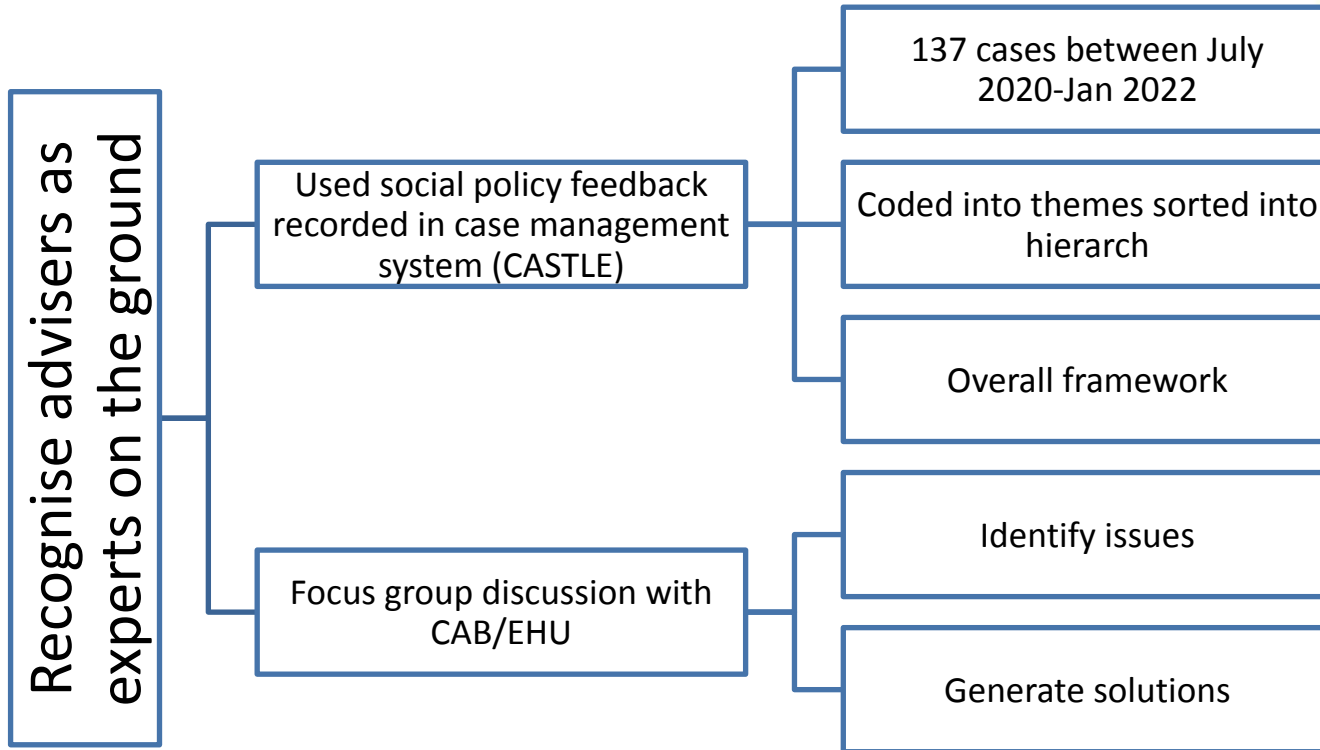 Recognise advisers as
experts on the ground
Used social policy feedback
recorded in case management
system (CASTLE)
137 cases between July
2020-Jan 2022
Coded into themes sorted into
hierarch
Overall framework
Focus group discussion with
CAB/EHU
Identify issues
Generate solutions